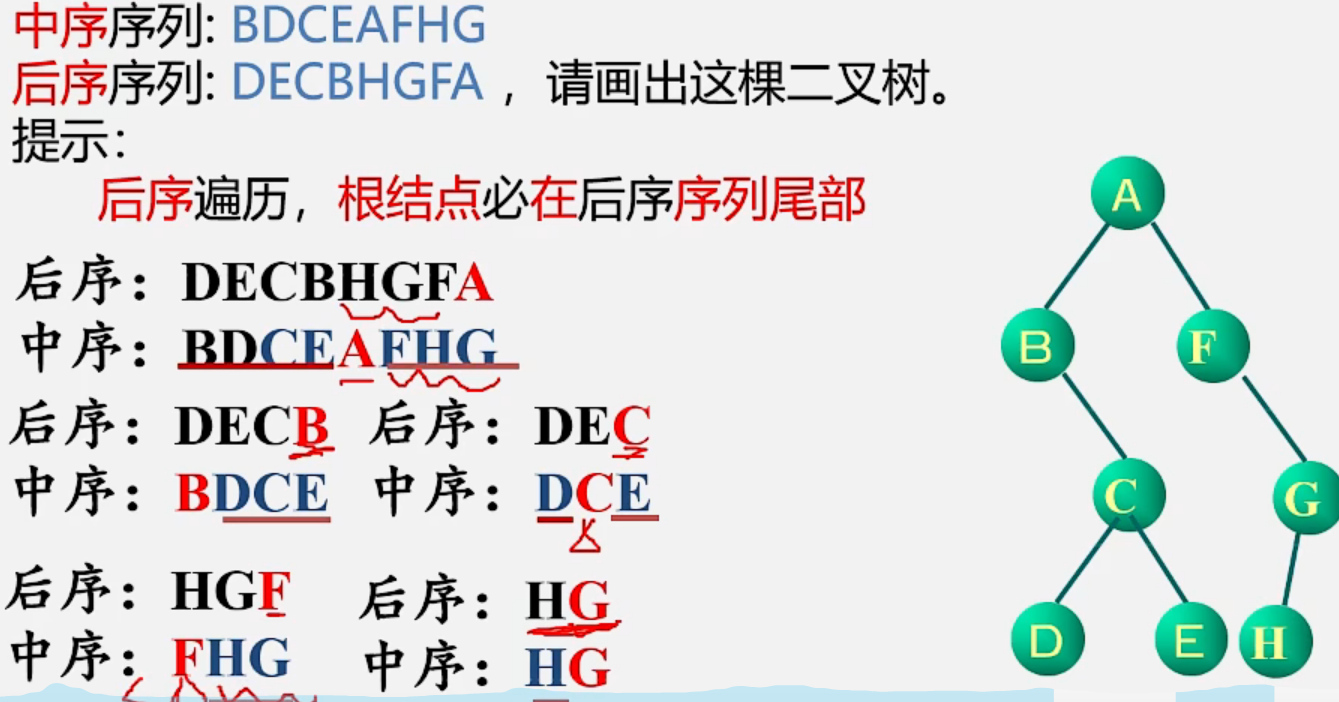 中序序列: BDCEAFHG
后序序列: DECBHGFA ，请画出这棵二叉树。
提示：
后序遍历，根结点必在后序序列尾部
后序：DECBHGFA
中序：BDCEAFHG
后序：DECB 后序：DEC
中序：BDCE 中序：DCE
后序：HGF 后序：HG
中序：FHG 中序：HG
A
B F
C G
D E H